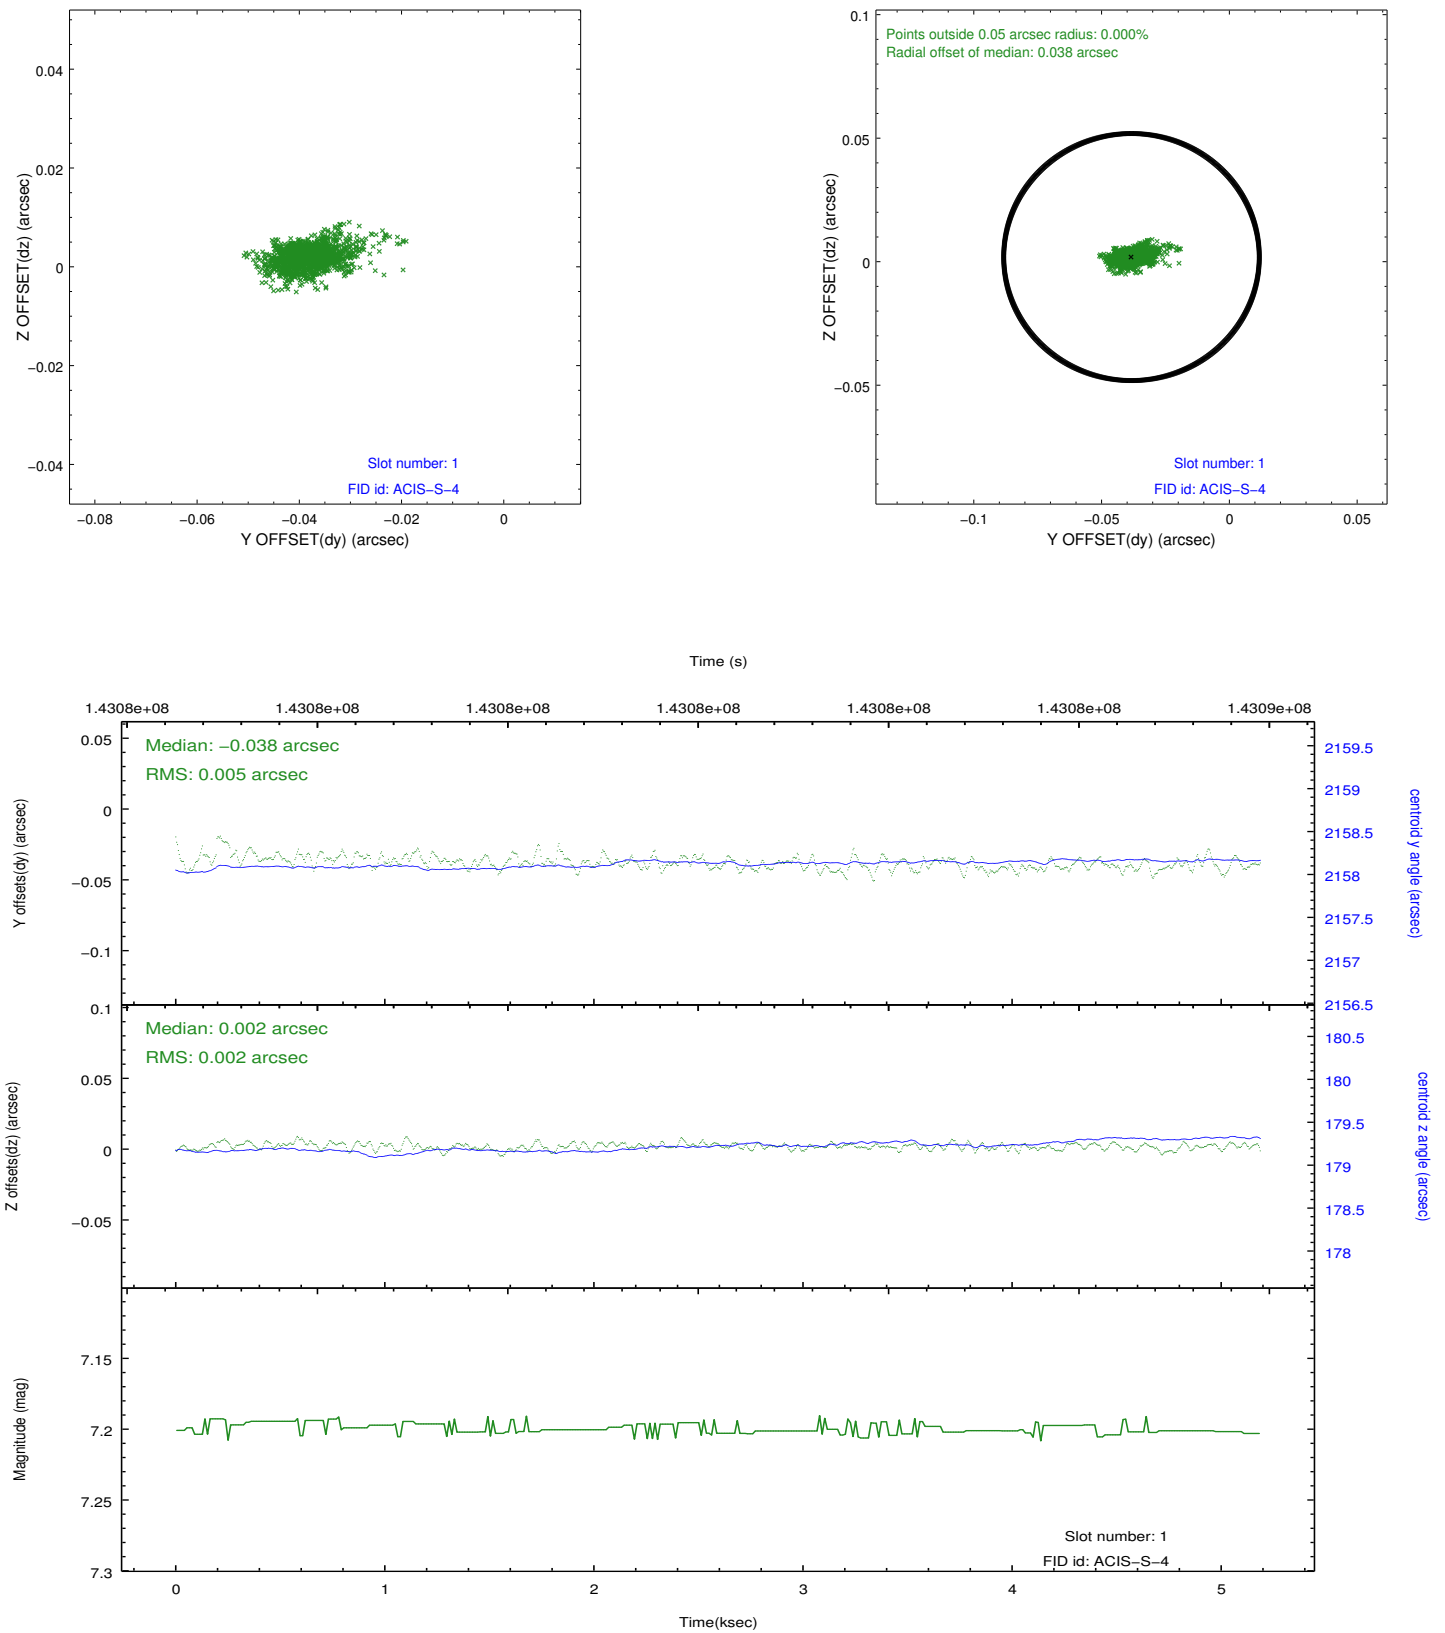 0.04
0.02
0
−0.02
−0.04
Z OFFSET(dz) (arcsec)
Slot number: 1
FID id: ACIS−S−4
−0.08 −0.06 −0.04 −0.02 0
Y OFFSET(dy) (arcsec)
0.1
0.05
0
−0.05
Z OFFSET(dz) (arcsec)
Points outside 0.05 arcsec radius: 0.000%
Radial offset of median: 0.038 arcsec
Slot number: 1
FID id: ACIS−S−4
−0.1 −0.05 0 0.05
Y OFFSET(dy) (arcsec)
Time (s)
1.4308e+08 1.4308e+08 1.4308e+08 1.4308e+08 1.4308e+08 1.4308e+08 1.4309e+08
0.05
0
−0.05
−0.1
Y offsets(dy) (arcsec)
Median: −0.038 arcsec
RMS: 0.005 arcsec
2159.5
2159
2158.5
2158
2157.5
2157
2156.5
centroid y angle (arcsec)
0.1
0.05
0
−0.05
Z offsets(dz) (arcsec)
Median: 0.002 arcsec
RMS: 0.002 arcsec
180.5
180
179.5
179
178.5
178
centroid z angle (arcsec)
7.15
7.2
7.25
7.3
Magnitude (mag)
Slot number: 1
FID id: ACIS−S−4
0 1 2 3 4 5
Time(ksec)